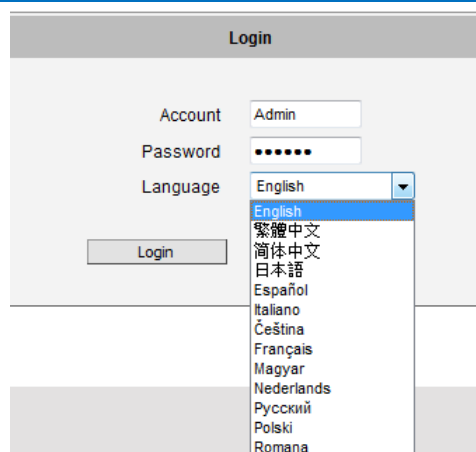 Login
Account Admin
Password ••••••
Language English
English
繁體中文
Login
简体中文
日本語
Español
Italiano
Čeština
Français
Magyar
Nederlands
Русский
Polski
Romana